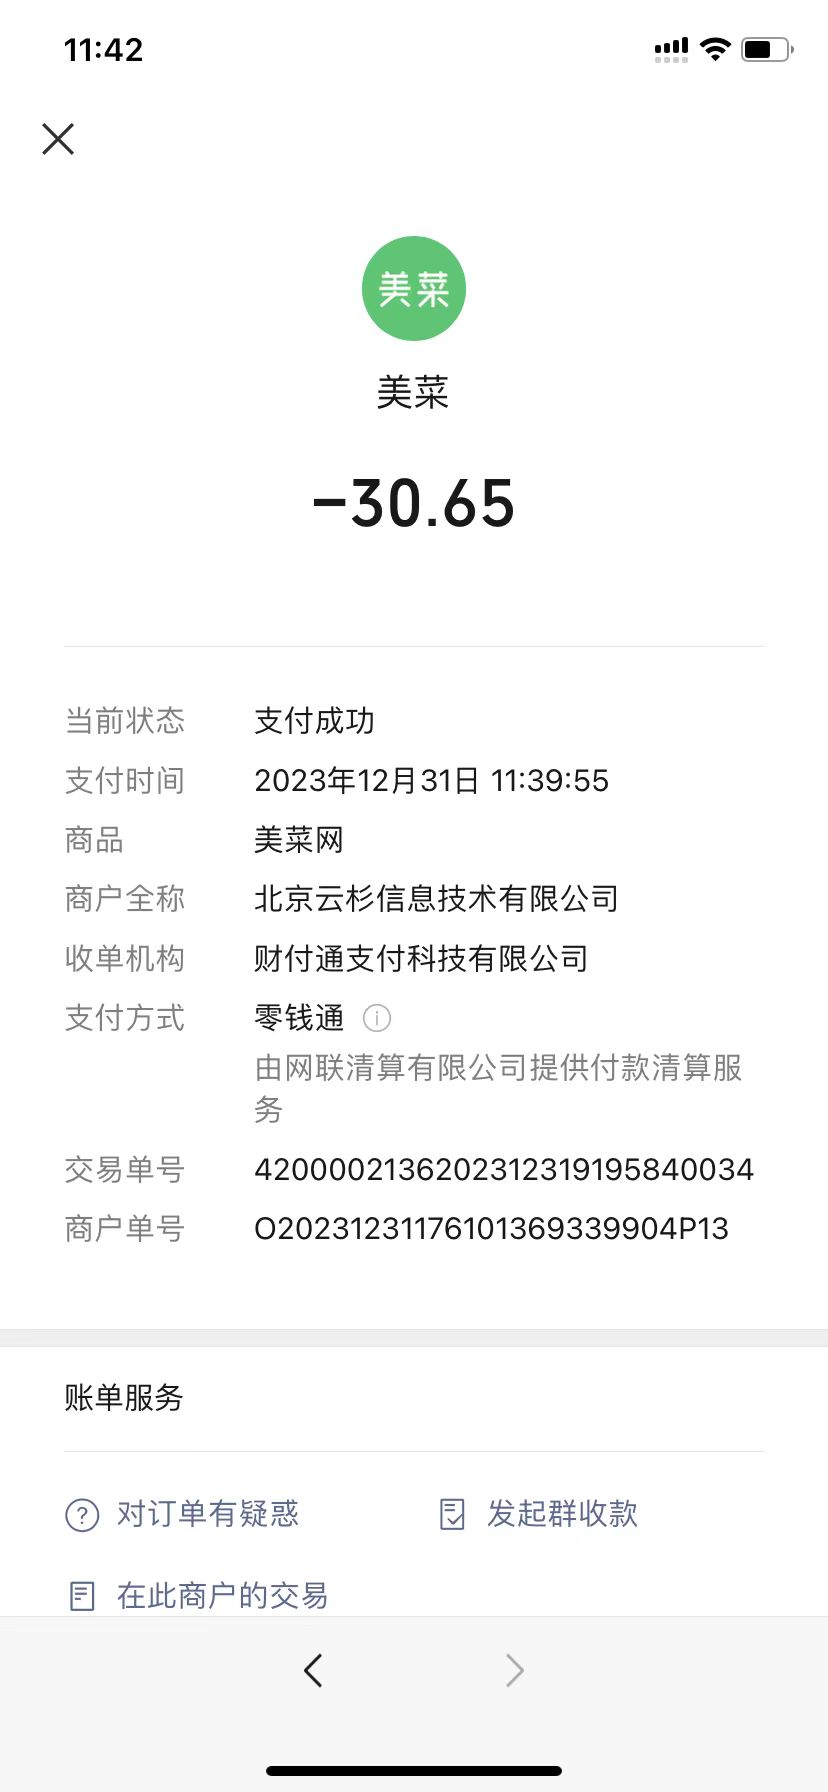 11:42
美菜
美菜
-30.65
当前状态 支付成功
支付时间 2023年12月31日 11:39:55
商品 美菜网
商户全称 北京云杉信息技术有限公司
收单机构 财付通支付科技有限公司
支付方式 零钱通
由网联清算有限公司提供付款清算服
务
交易单号 4200002136202312319195840034
商户单号 O20231231176101369339904P13
账单服务
对订单有疑惑 发起群收款
在此商户的交易